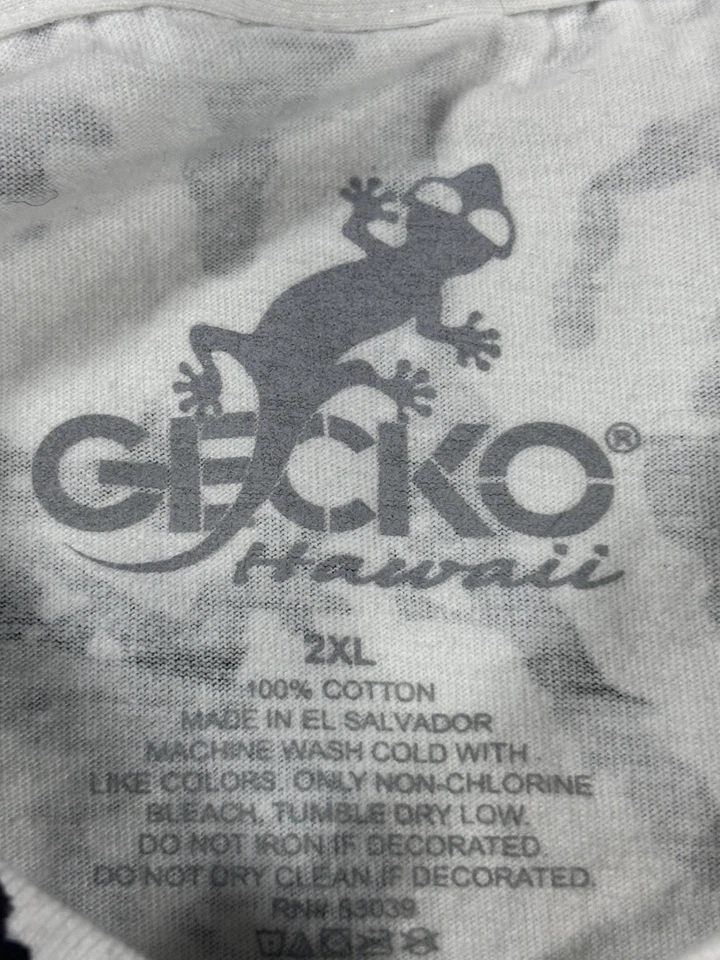 GECKO®
Hawaii
2XL
100% COTTON
MADE IN EL SALVADOR
MACHINE WASH COLD WITH
LIKE COLORS. ONLY NON-CHLORINE
BLEACH. TUMBLE DRY LOW.
DO NOT IRON IF DECORATED.
DO NOT DRY CLEAN IF DECORATED.
RN# 53039